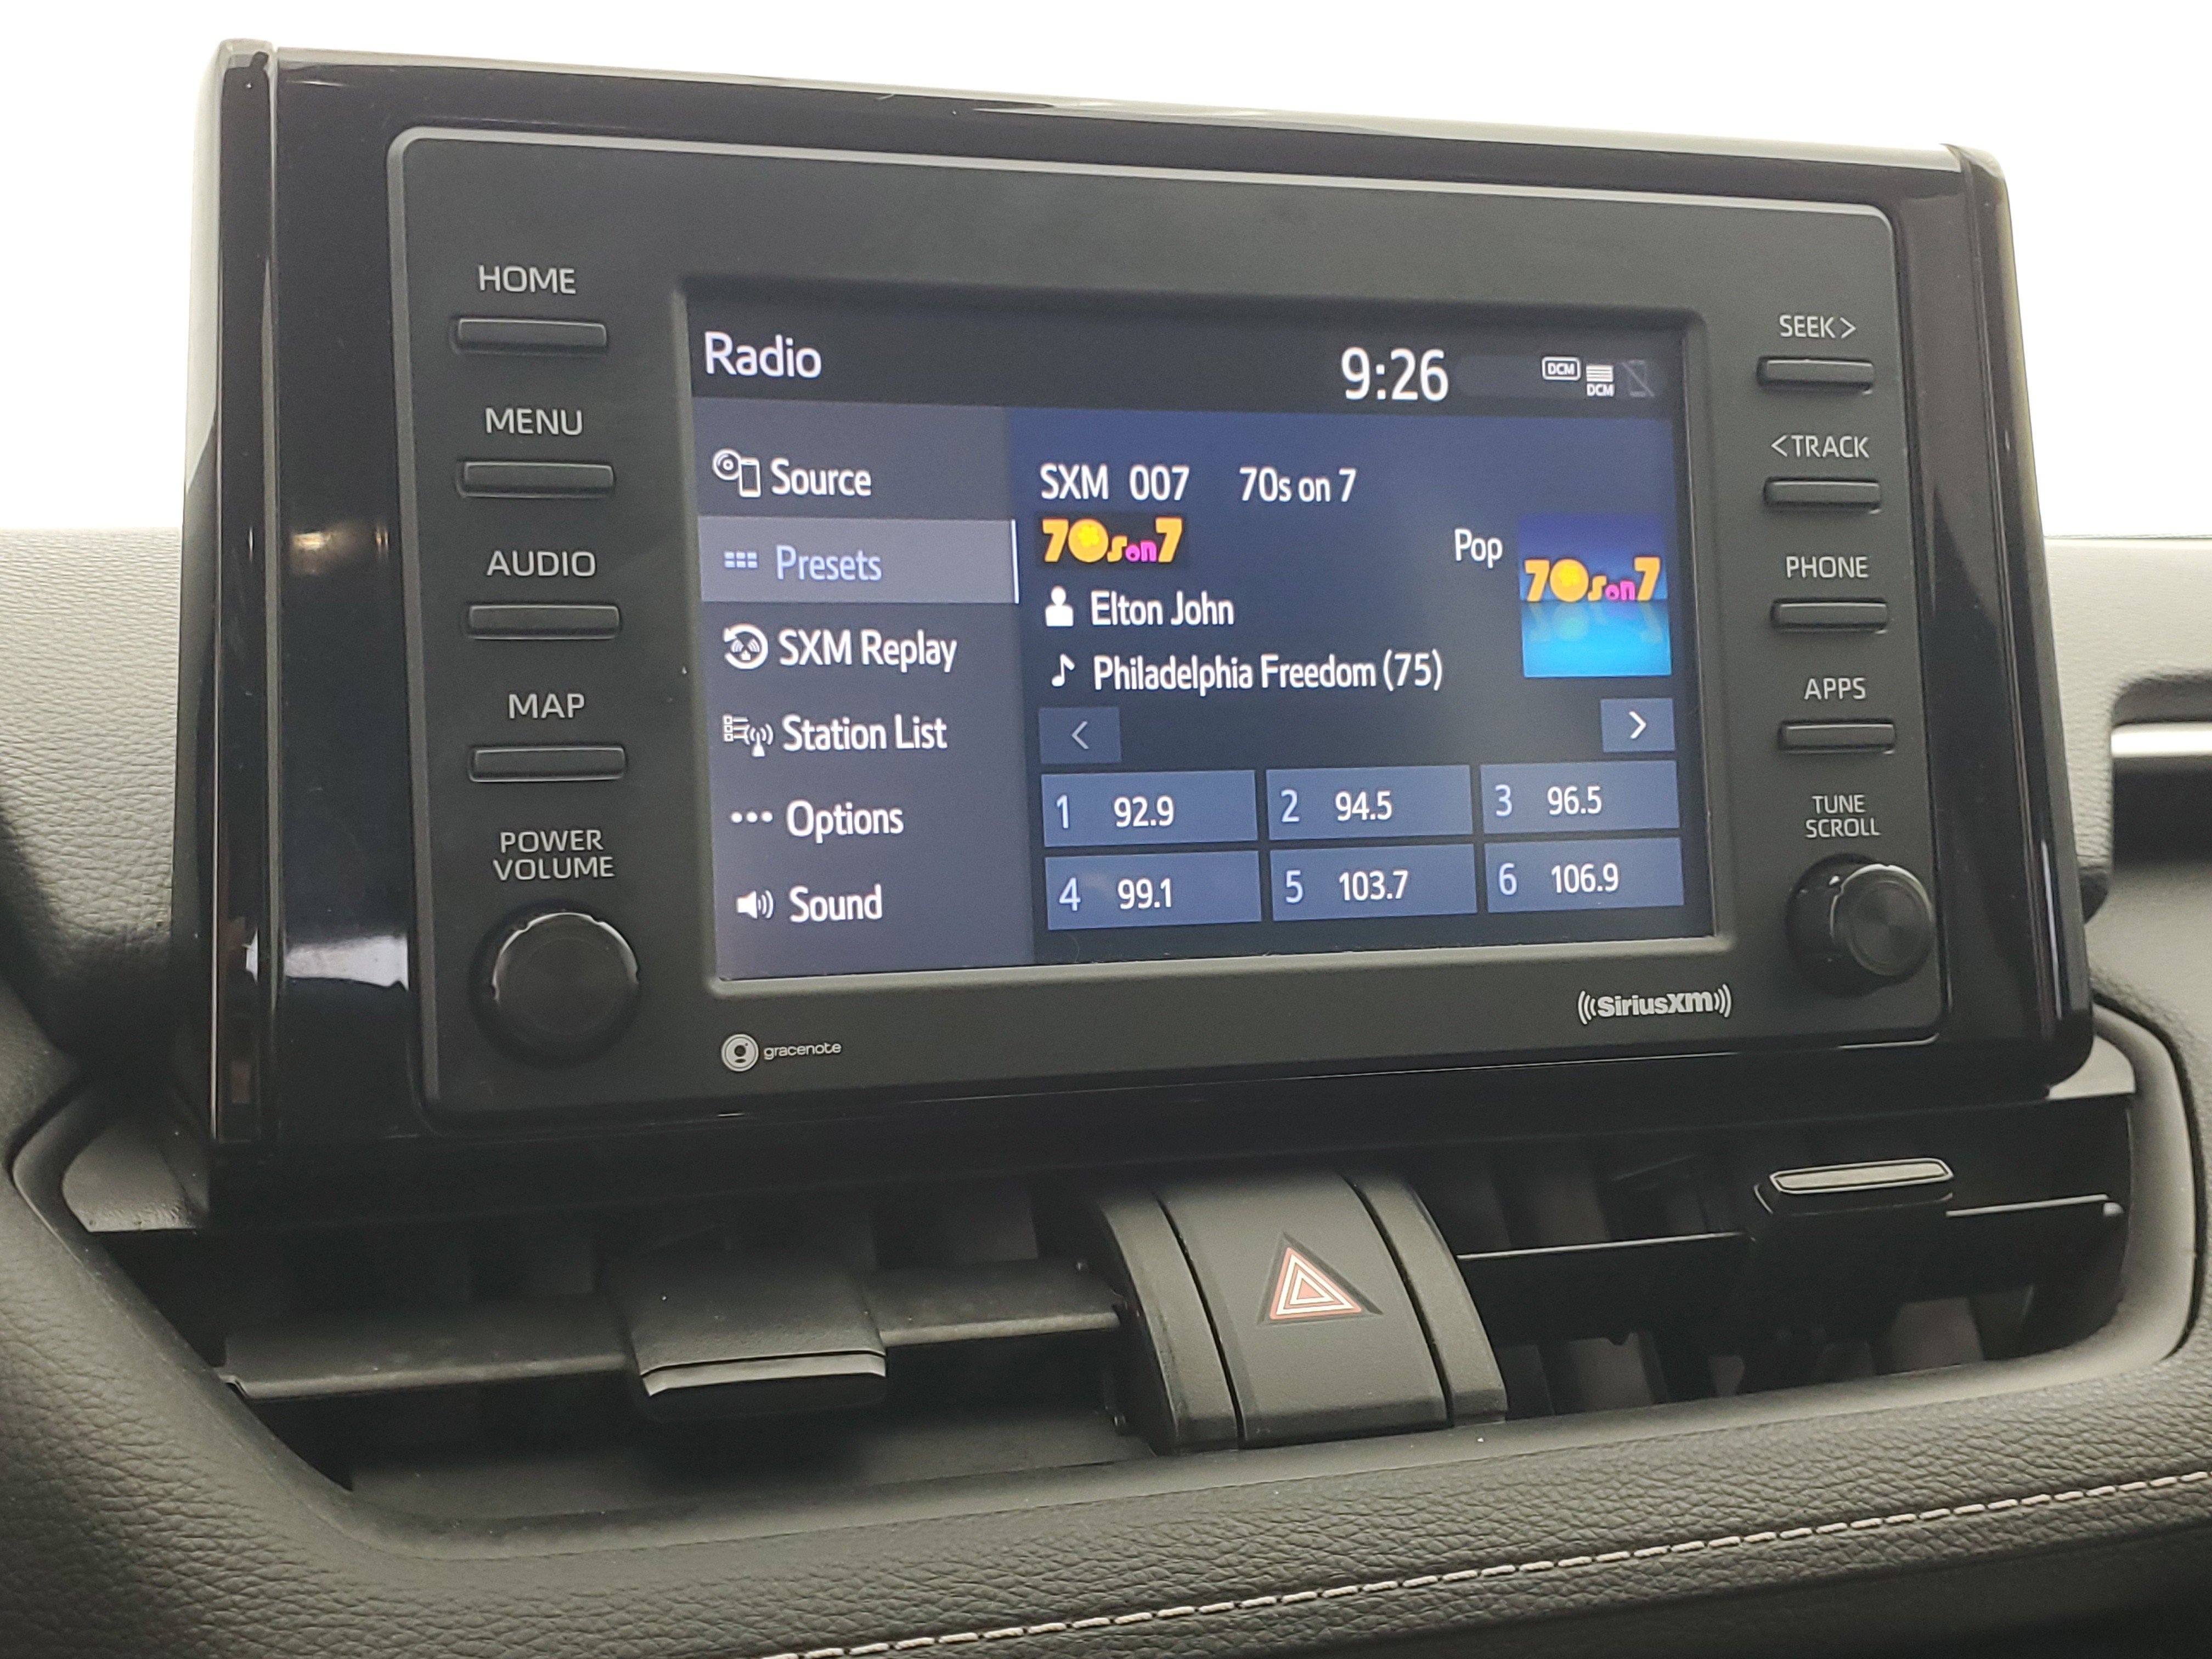 HOME
MENU
AUDIO
MAP
POWER
VOLUME
Radio
9:26
DCM
DCM
Source
Presets
SXM Replay
Station List
Options
Sound
SXM 007 70s on 7
70s on 7
Pop
70s on 7
Elton John
Philadelphia Freedom (75)
<
>
1 92.9
2 94.5
3 96.5
4 99.1
5 103.7
6 106.9
SEEK>
<TRACK
PHONE
APPS
TUNE
SCROLL
gracenote
((SiriusXM))